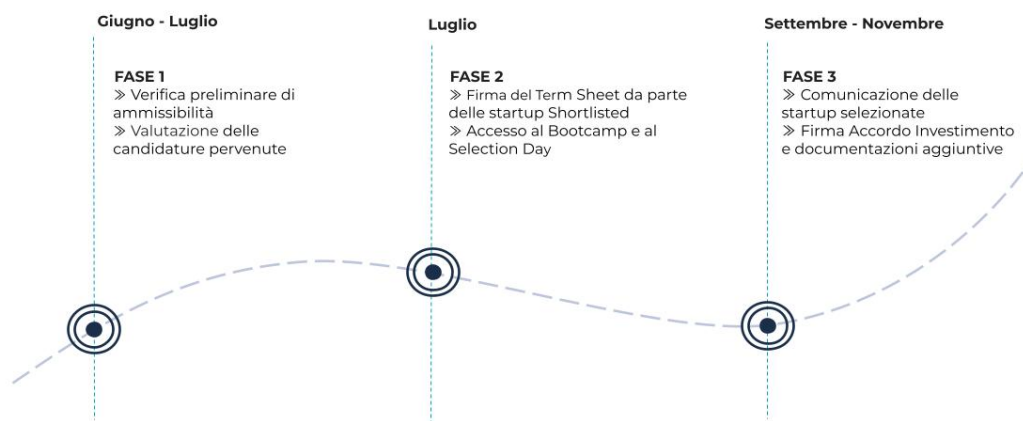 Giugno - Luglio
FASE 1
≫ Verifica preliminare di
ammissibilità
≫ Valutazione delle
candidature pervenute
Luglio
FASE 2
≫ Firma del Term Sheet da parte
delle startup Shortlisted
≫ Accesso al Bootcamp e al
Selection Day
Settembre - Novembre
FASE 3
≫ Comunicazione delle
startup selezionate
≫ Firma Accordo Investimento
e documentazioni aggiuntive